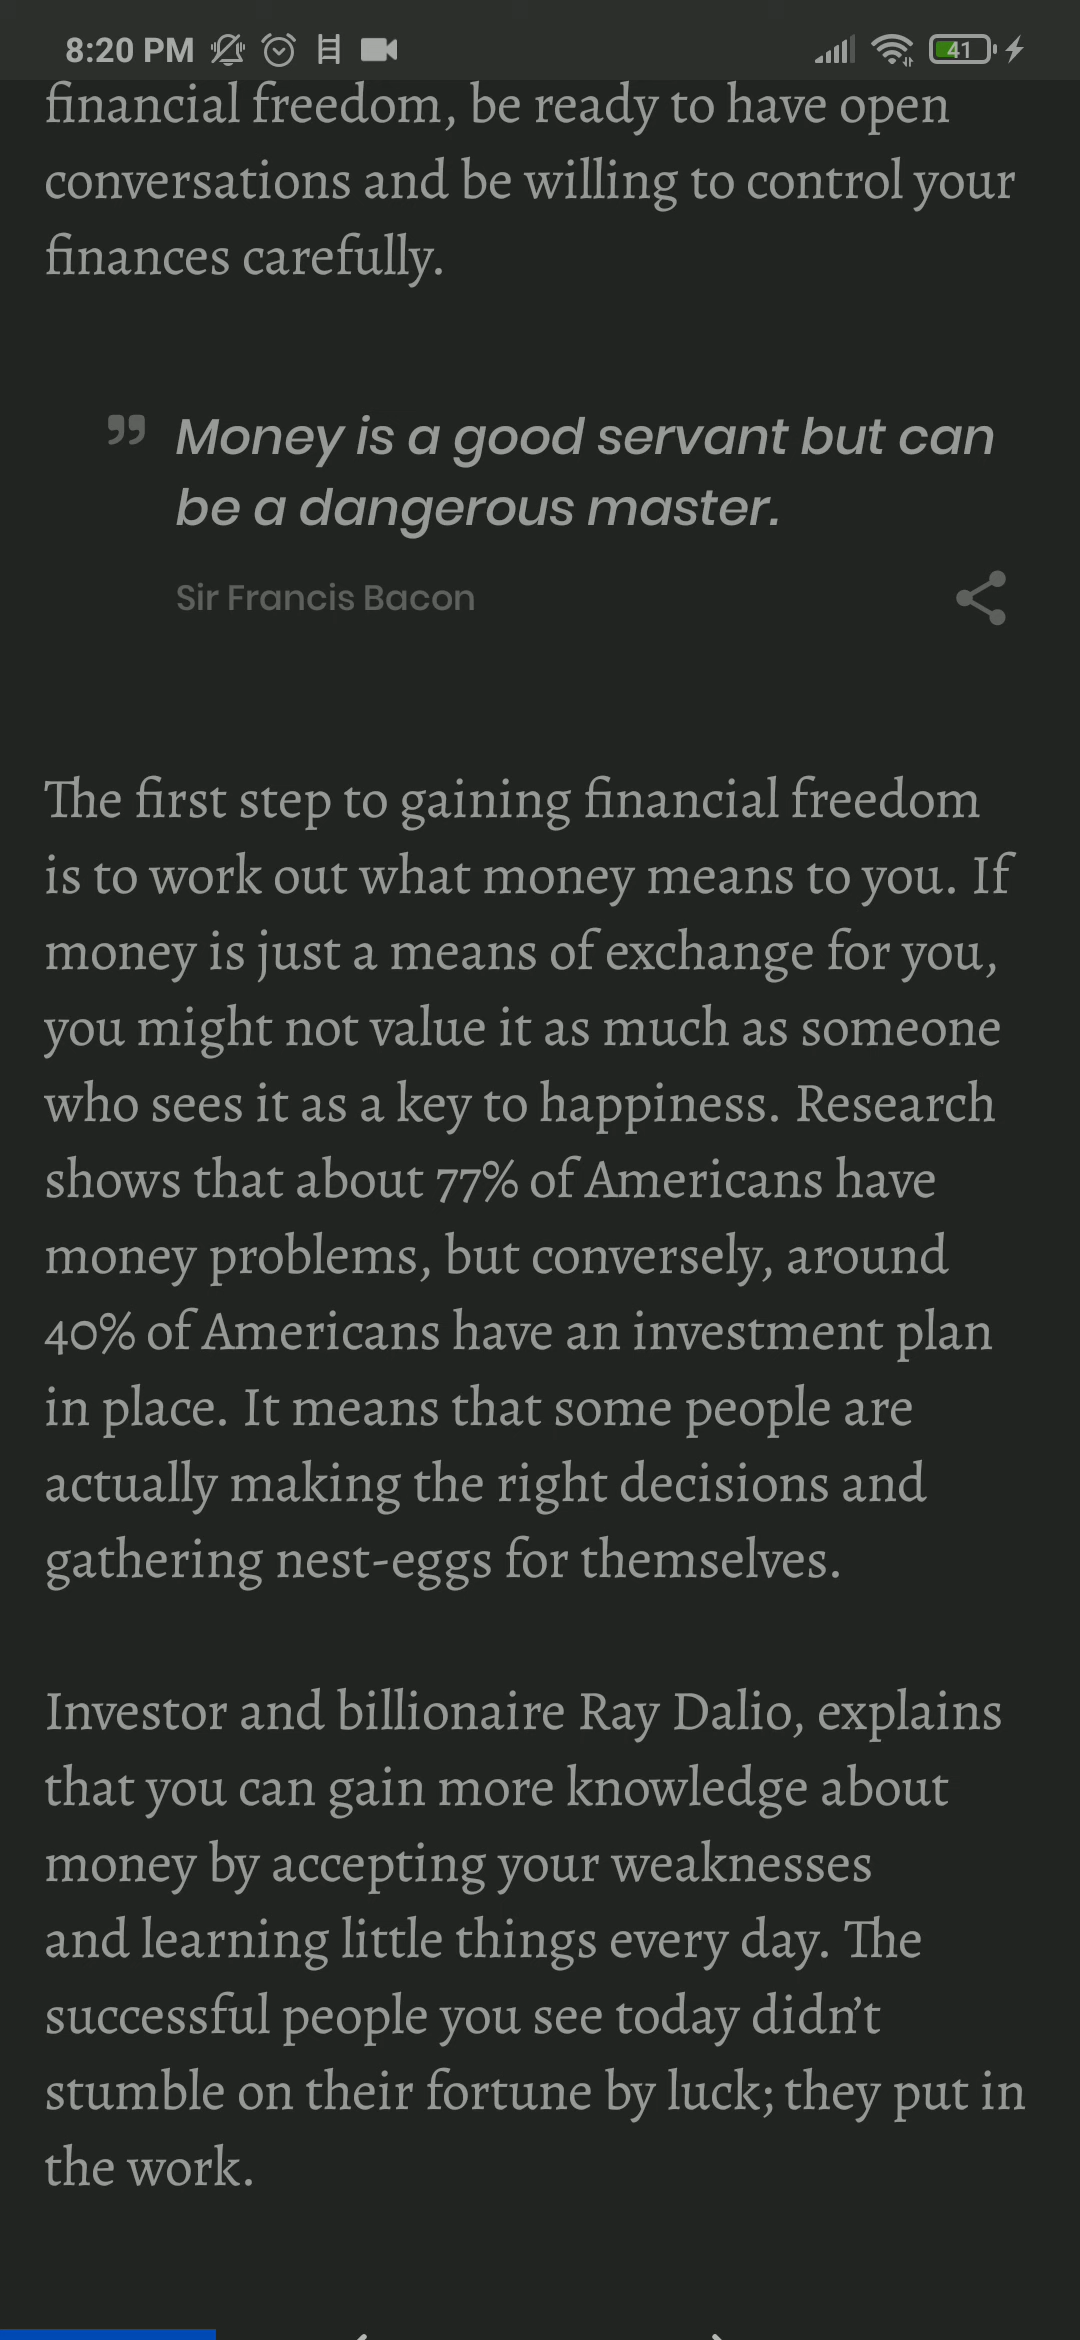 8:20 PM
41
financial freedom, be ready to have open
conversations and be willing to control your
finances carefully.
” Money is a good servant but can
be a dangerous master.
Sir Francis Bacon
The first step to gaining financial freedom
is to work out what money means to you. If
money is just a means of exchange for you,
you might not value it as much as someone
who sees it as a key to happiness. Research
shows that about 77% of Americans have
money problems, but conversely, around
40% of Americans have an investment plan
in place. It means that some people are
actually making the right decisions and
gathering nest-eggs for themselves.
Investor and billionaire Ray Dalio, explains
that you can gain more knowledge about
money by accepting your weaknesses
and learning little things every day. The
successful people you see today didn’t
stumble on their fortune by luck; they put in
the work.